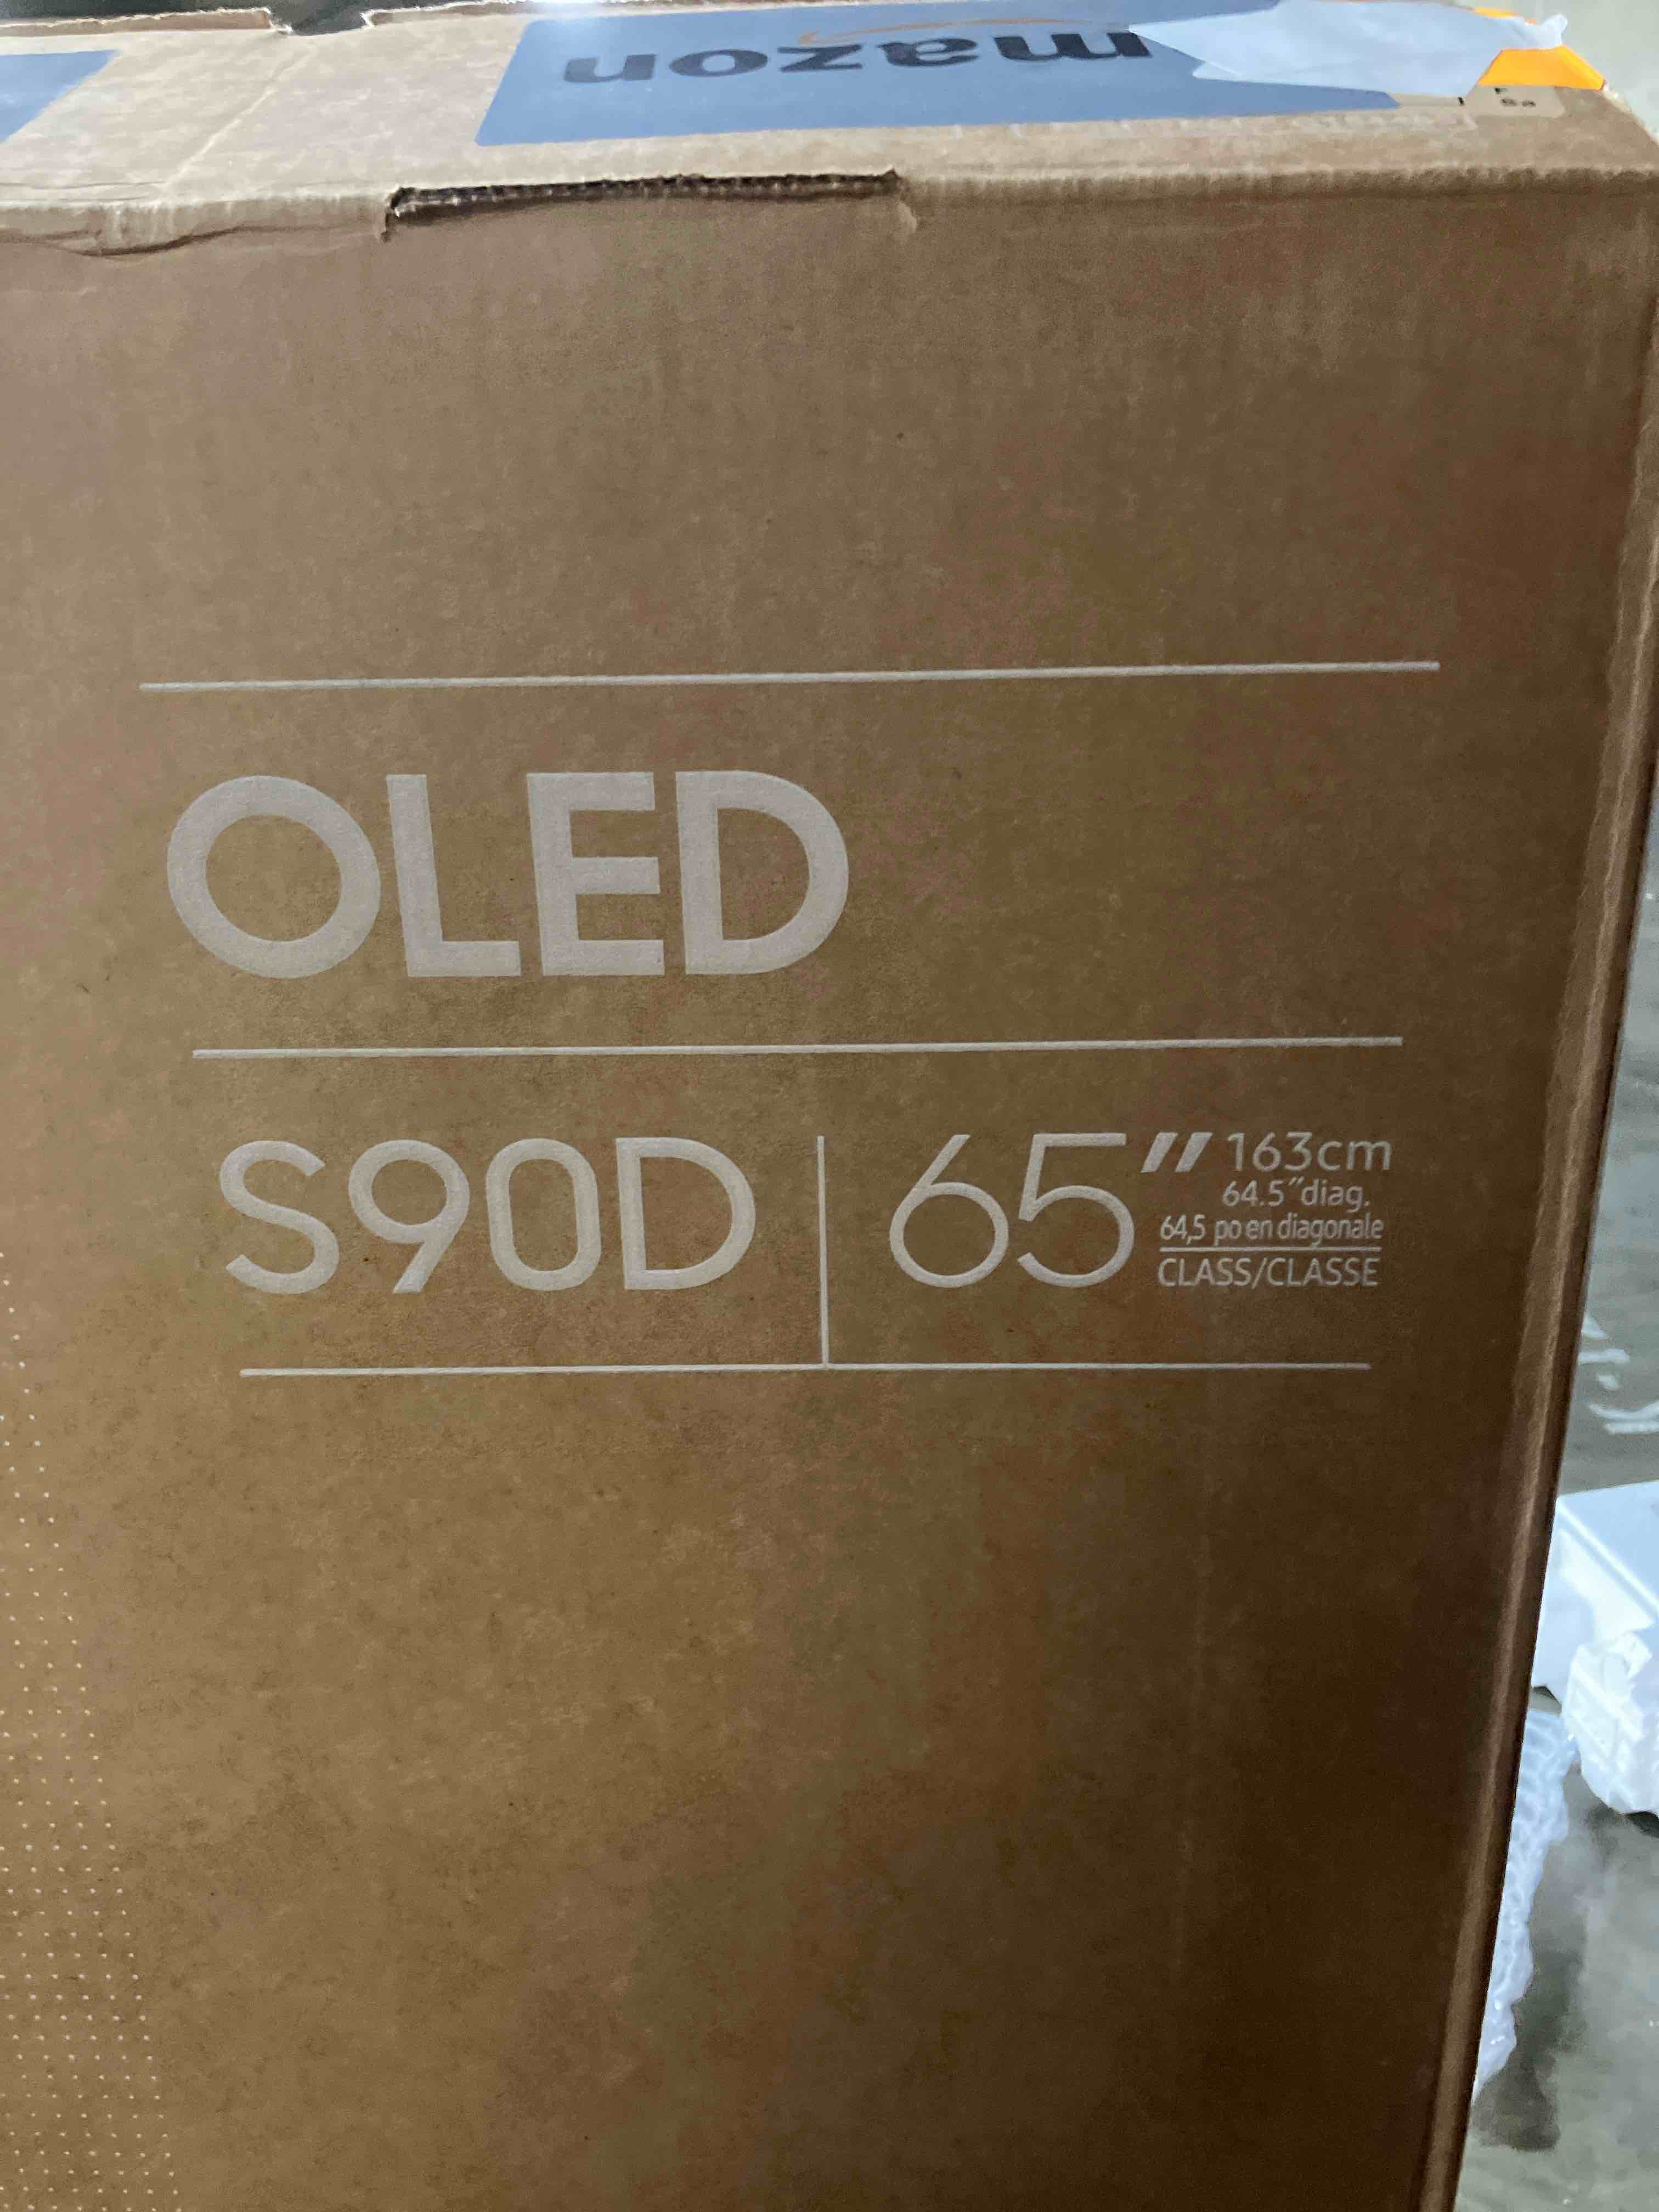 mazon
OLED
S90D
65″
163cm
64.5″diag.
64,5 po en diagonale
CLASS/CLASSE